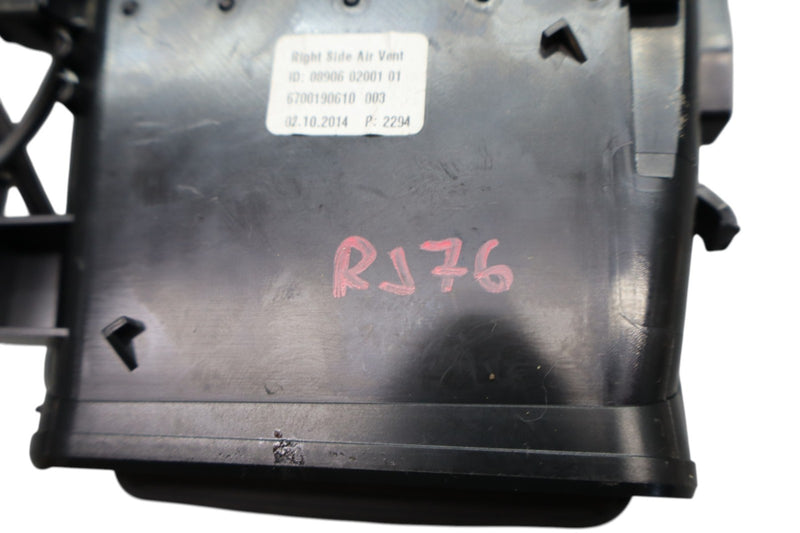 Right Side Air Vent
ID: 08906 02001 01
6700190610 003
02.10.2014 P: 2294
RJ76